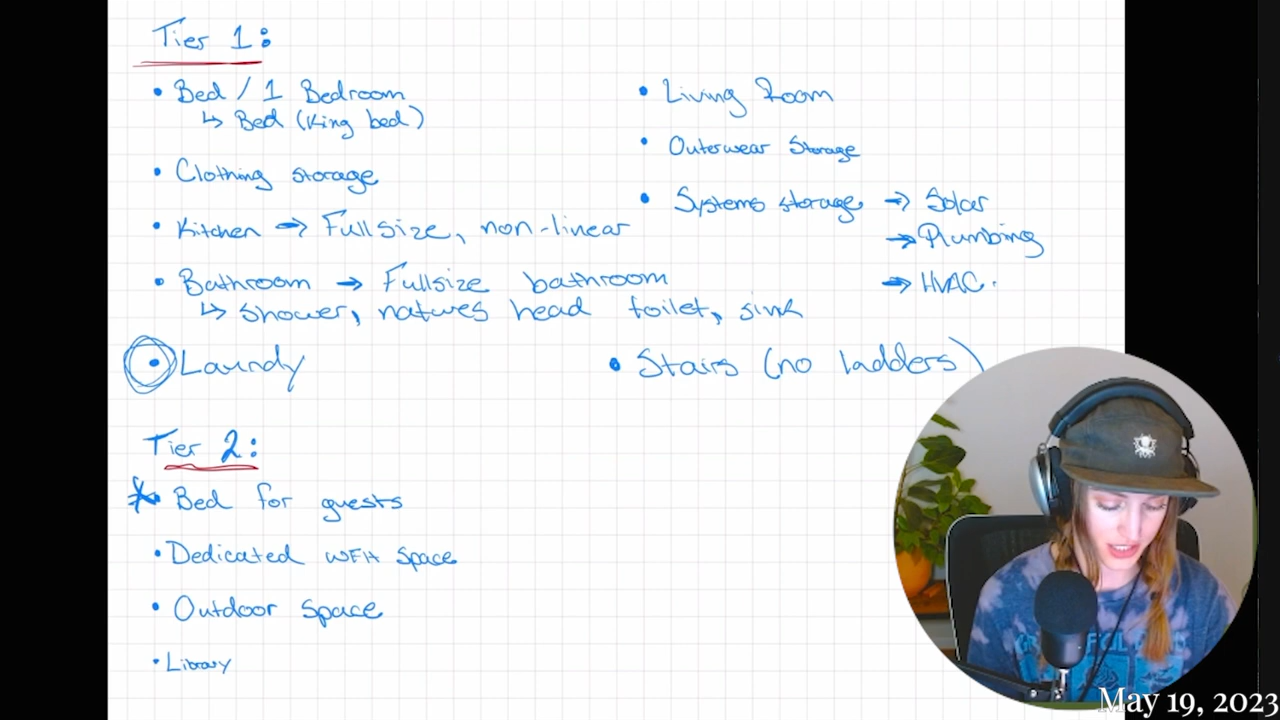 Tier 1:
• Bed / 1 Bedroom
↳ Bed (King bed)
• Clothing storage
• Kitchen → Fullsize, non-linear
• Bathroom → Fullsize bathroom
↳ shower, natures head toilet, sink
• Laundy
• Living Room
• Outerwear Storage
• Systems storage → Solar
→ Plumbing
→ HVAC.
• Stairs (no ladders)
Tier 2:
* Bed for guests
• Dedicated WFH Space
• Outdoor Space
• Library
May 19, 2023